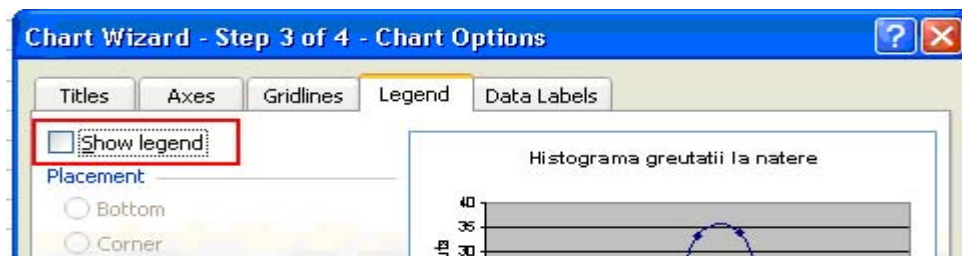 Chart Wizard - Step 3 of 4 - Chart Options
Titles Axes Gridlines Legend Data Labels
Show legend
Placement
Bottom
Corner
Histograma greutatii la natere
40
35
30